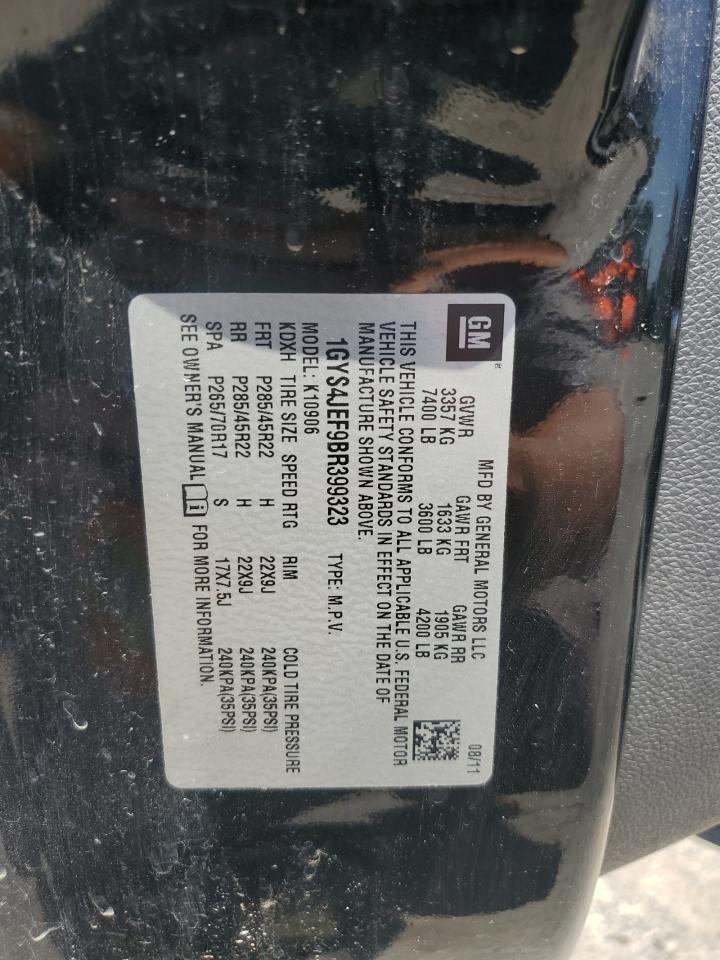 GM
MFD BY GENERAL MOTORS LLC 08/11
GVWR GAWR FRT GAWR RR
3357 KG 1633 KG 1905 KG
7400 LB 3600 LB 4200 LB
THIS VEHICLE CONFORMS TO ALL APPLICABLE U.S. FEDERAL MOTOR
VEHICLE SAFETY STANDARDS IN EFFECT ON THE DATE OF
MANUFACTURE SHOWN ABOVE.
1GYS4JEF9BR399323 TYPE: M.P.V.
MODEL: K10906
KDXH TIRE SIZE SPEED RTG RIM COLD TIRE PRESSURE
FRT P285/45R22 H 22X9J 240KPA(35PSI)
RR P285/45R22 H 22X9J 240KPA(35PSI)
SPA P265/70R17 S 17X7.5J 240KPA(35PSI)
SEE OWNER'S MANUAL i FOR MORE INFORMATION.